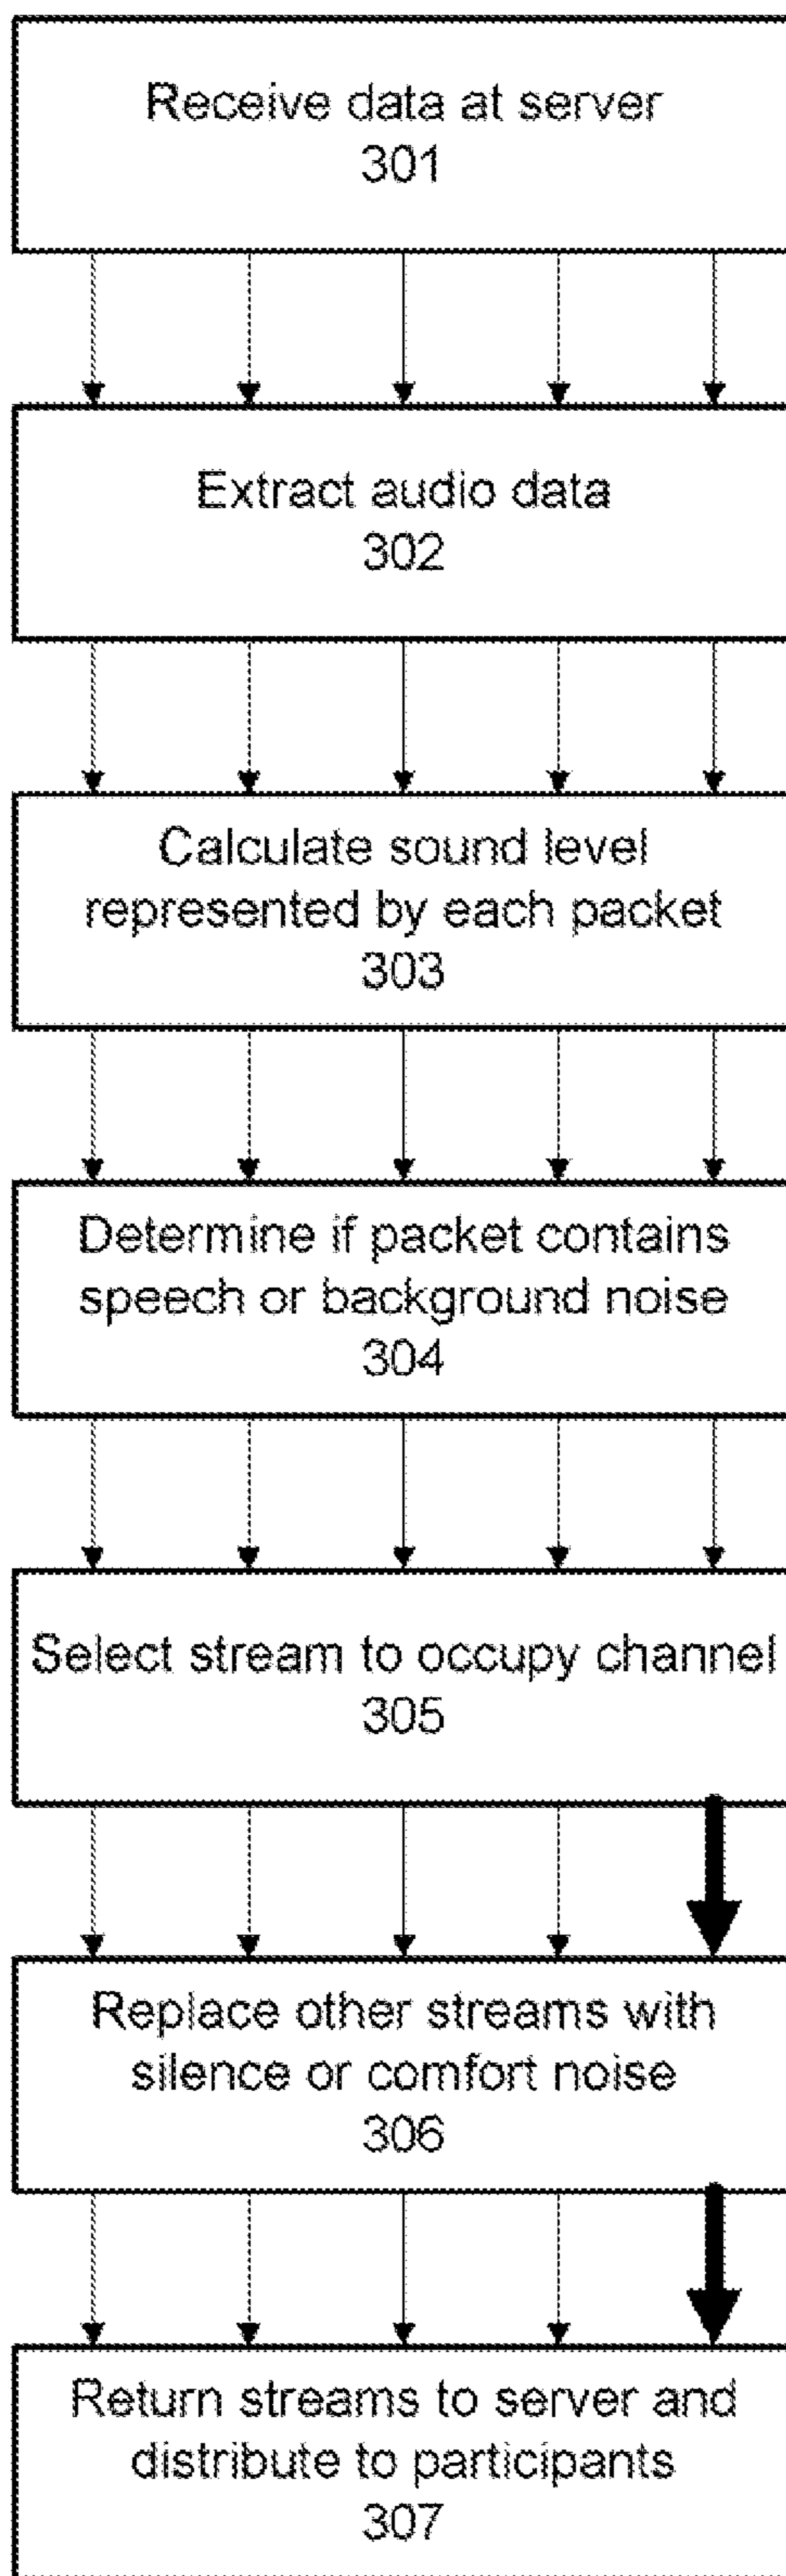 Receive data at server
301
Extract audio data
302
Calculate sound level
represented by each packet
303
Determine if packet contains
speech or background noise
304
Select stream to occupy channel
305
Replace other streams with
silence or comfort noise
306
Return streams to server and
distribute to participants
307